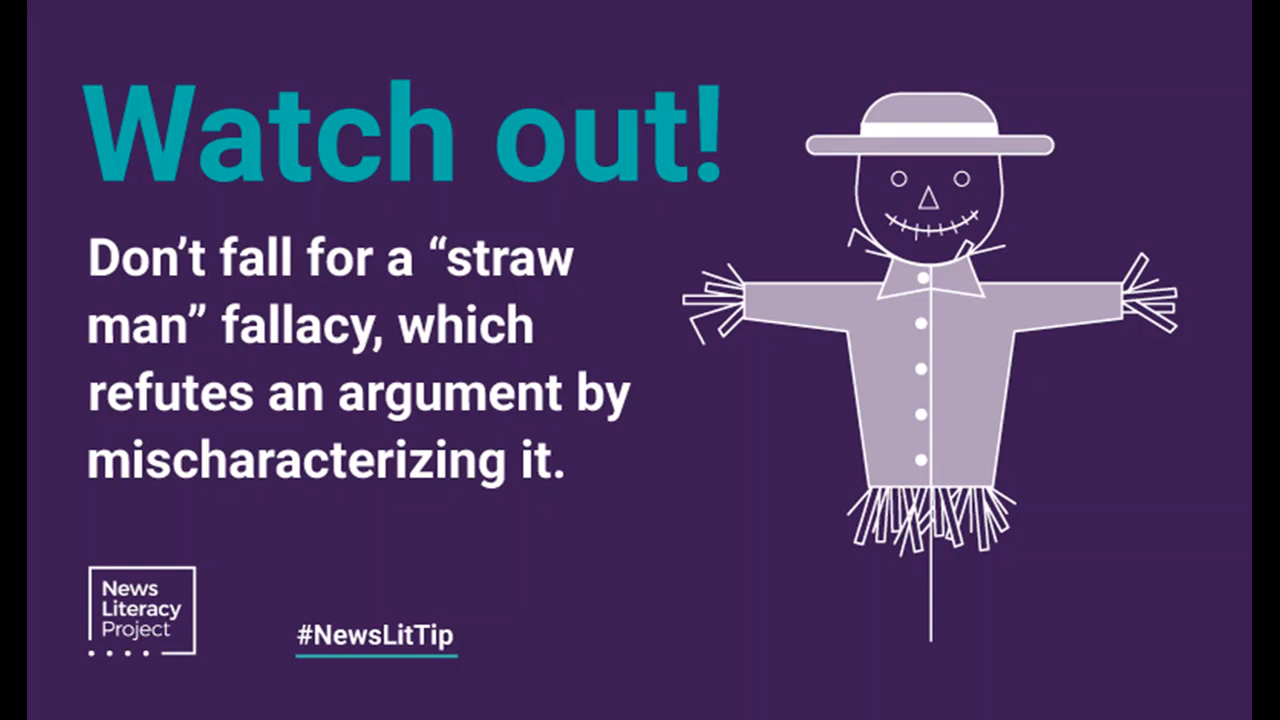 Watch out!
Don’t fall for a “straw
man” fallacy, which
refutes an argument by
mischaracterizing it.
News
Literacy
Project
#NewsLitTip